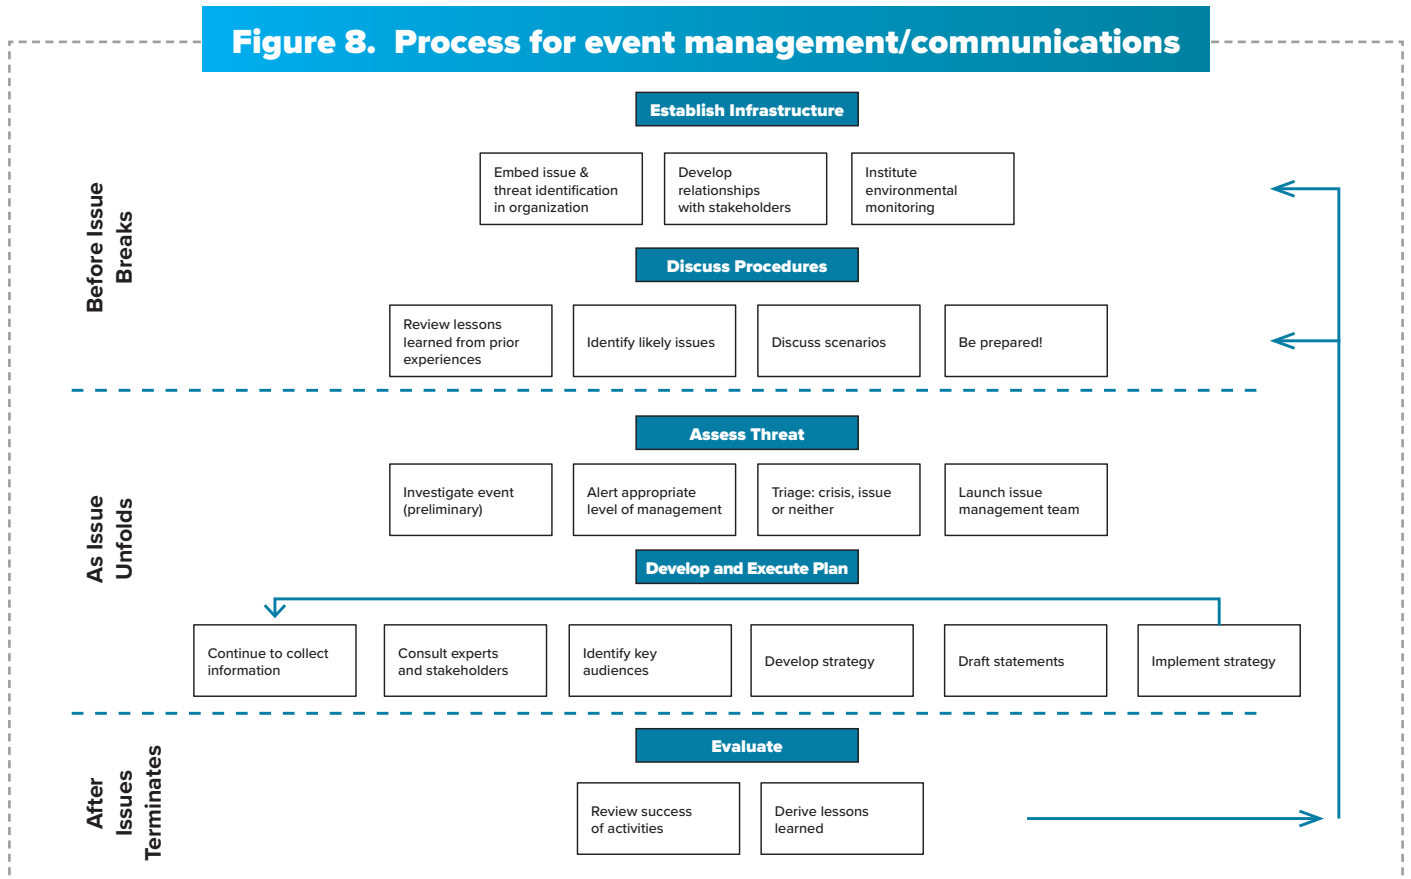 Figure 8.  Process for event management/communications
Before Issue
Breaks
Establish Infrastructure
Embed issue &
threat identification
in organization
Develop
relationships
with stakeholders
Institute
environmental
monitoring
Discuss Procedures
Review lessons
learned from prior
experiences
Identify likely issues
Discuss scenarios
Be prepared!
As Issue
Unfolds
Assess Threat
Investigate event
(preliminary)
Alert appropriate
level of management
Triage: crisis, issue
or neither
Launch issue
management team
Develop and Execute Plan
Continue to collect
information
Consult experts
and stakeholders
Identify key
audiences
Develop strategy
Draft statements
Implement strategy
After
Issues
Terminates
Evaluate
Review success
of activities
Derive lessons
learned